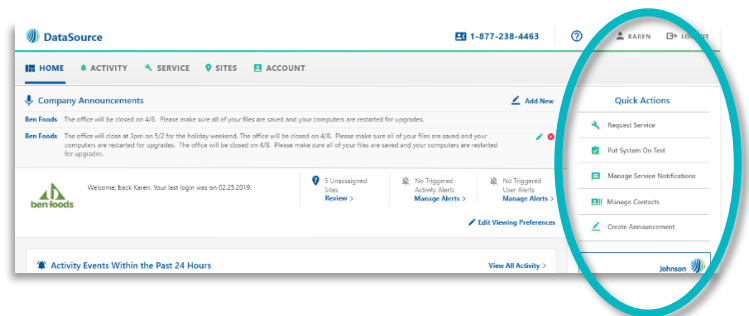 DataSource
1-877-238-4463
KAREN
LOGOUT
HOME
ACTIVITY
SERVICE
SITES
ACCOUNT
Company Announcements
Add New
Ben Foods The office will be closed on 4/8. Please make sure all of your files are saved and your computers are restarted for upgrades.
Ben Foods The office will close at 3pm on 5/2 for the holiday weekend. The office will be closed on 4/8. Please make sure all of your files are saved and your
computers are restarted for upgrades. The office will be closed on 4/8. Please make sure all of your files are saved and your computers are restarted
for upgrades.
ben foods
Welcome, back Karen. Your last login was on 02.25.2019.
5 Unassigned
Sites
Review >
No Triggered
Activity Alerts
Manage Alerts >
No Triggered
User Alerts
Manage Alerts >
Edit Viewing Preferences
Activity Events Within the Past 24 Hours
View All Activity >
Quick Actions
Request Service
Put System On Test
Manage Service Notifications
Manage Contacts
Create Announcement
Johnson